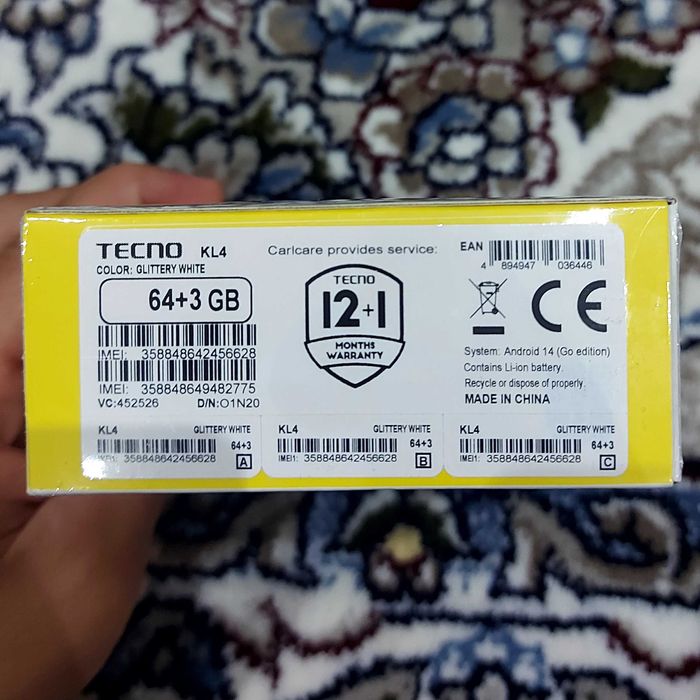 TECNO KL4
COLOR: GLITTERY WHITE
64+3 GB
IMEI: 358848642456628
IMEI: 358848649482775
VC:452526 D/N:O1N20
Carlcare provides service:
TECNO
12+1
MONTHS
WARRANTY
EAN
4 894947 036446
CE
System: Android 14 (Go edition)
Contains Li-ion battery.
Recycle or dispose of properly.
MADE IN CHINA
KL4 GLITTERY WHITE
64+3
IMEI1: 358848642456628 A
KL4 GLITTERY WHITE
64+3
IMEI1: 358848642456628 B
KL4 GLITTERY WHITE
64+3
IMEI1: 358848642456628 C